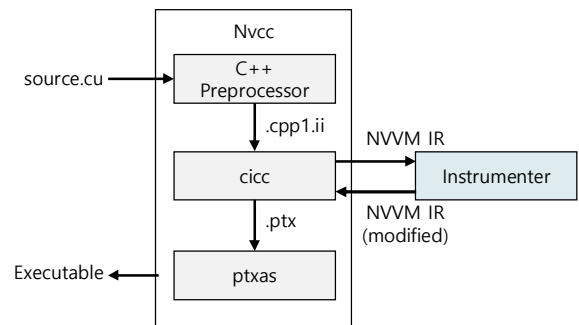 Nvcc
source.cu
C++
Preprocessor
.cpp1.ii
NVVM IR
cicc
Instrumenter
NVVM IR
(modified)
.ptx
Executable
ptxas